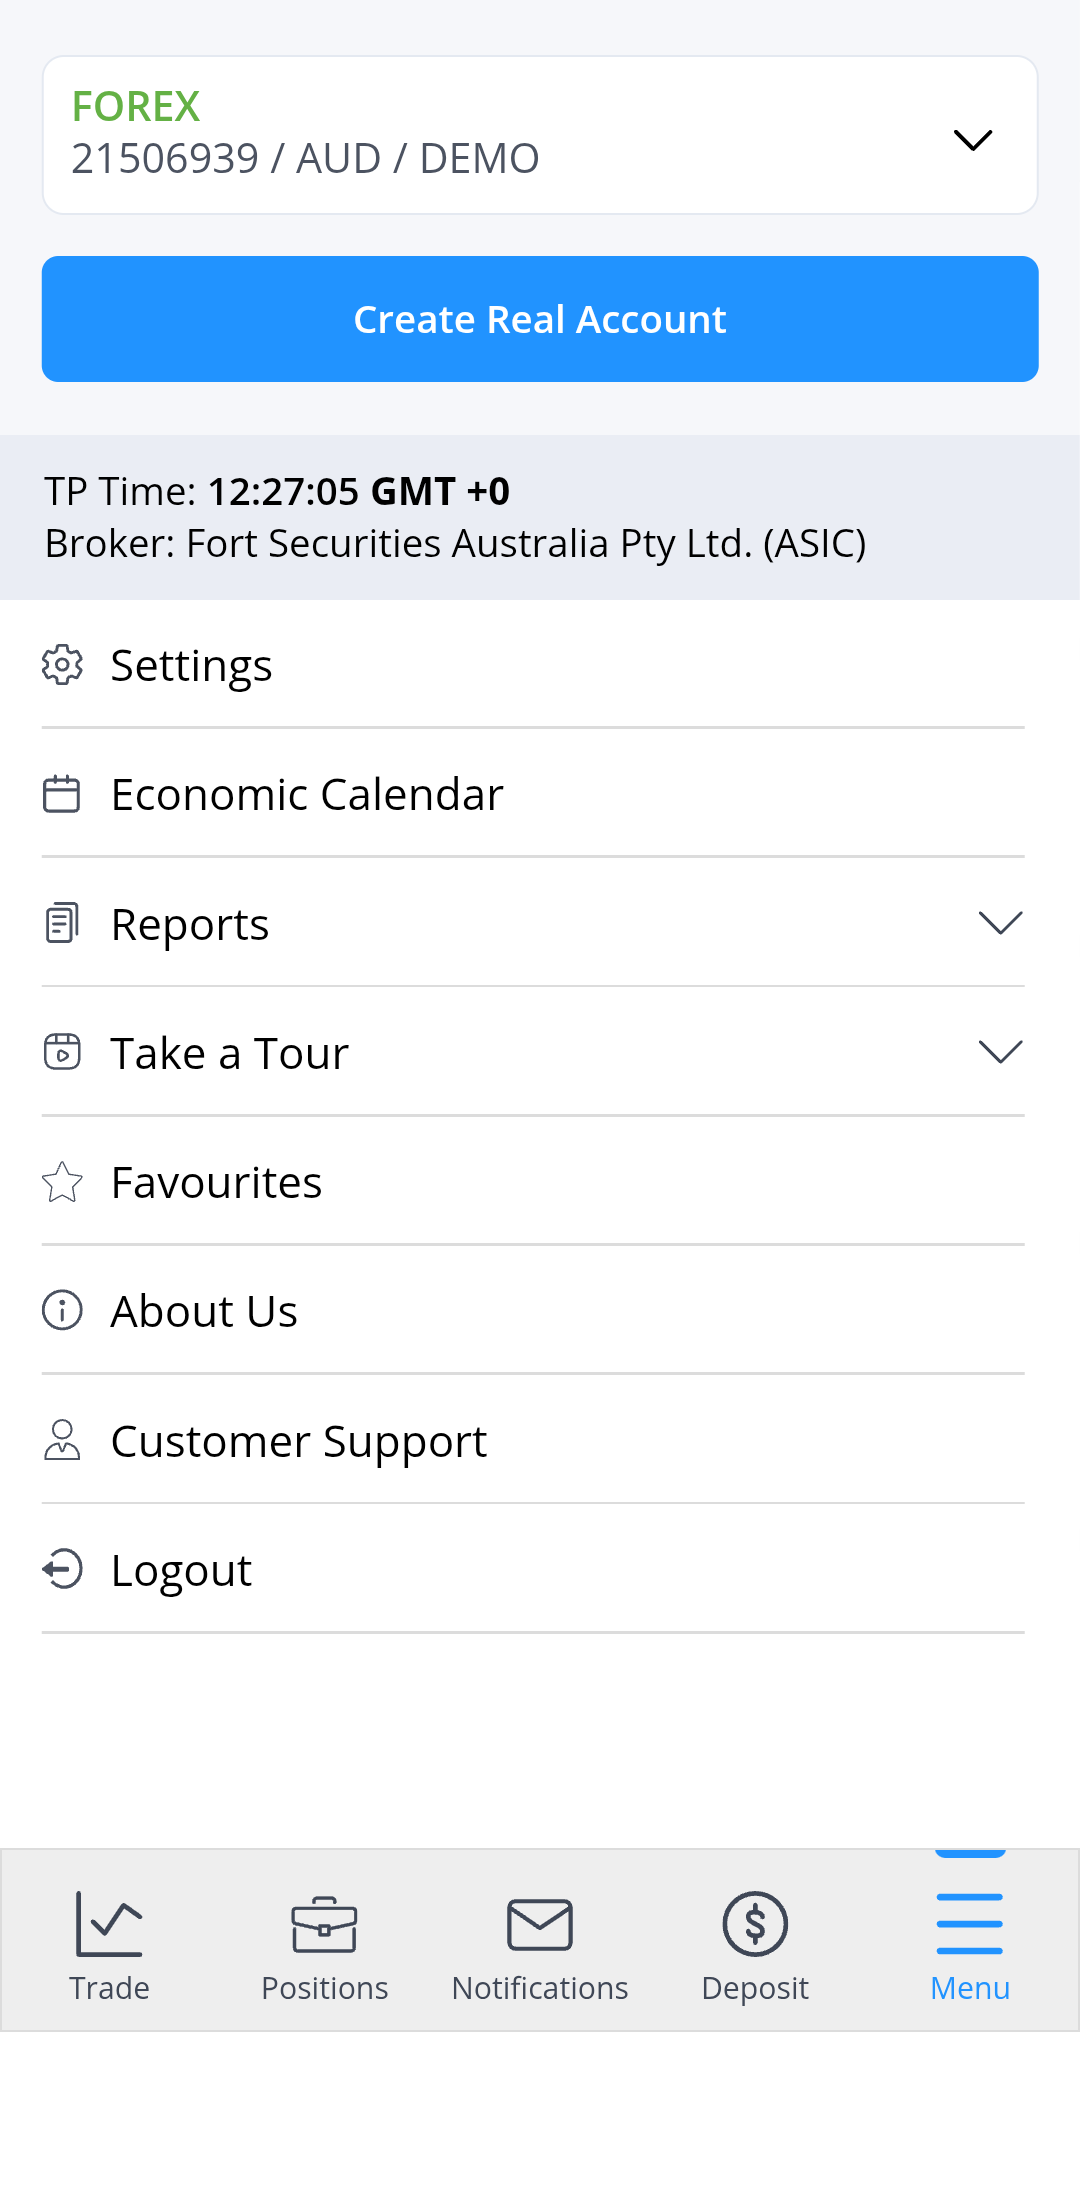 FOREX
21506939 / AUD / DEMO
Create Real Account
TP Time: 12:27:05 GMT +0
Broker: Fort Securities Australia Pty Ltd. (ASIC)
Settings
Economic Calendar
Reports
Take a Tour
Favourites
About Us
Customer Support
Logout
Trade
Positions
Notifications
Deposit
Menu